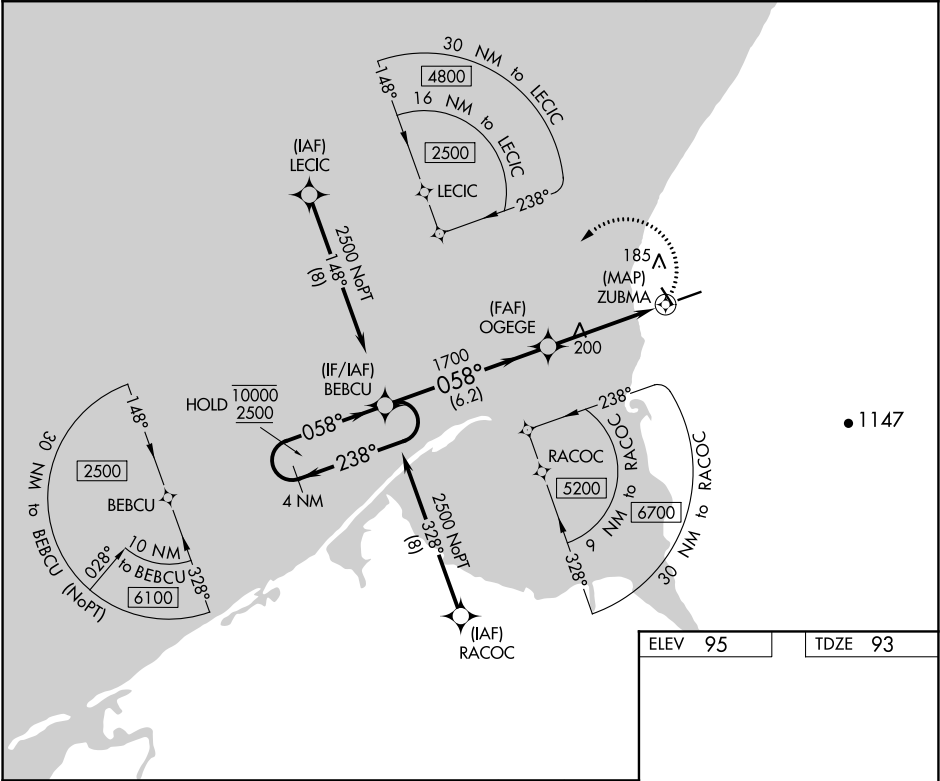 30 NM to LECIC
4800
148°
16 NM to LECIC
2500
LECIC
238°
(IAF)
LECIC
2500 NoPT
148°
(8)
185
(MAP)
ZUBMA
(FAF)
OGEGE
200
1700
058°
(6.2)
(IF/IAF)
BEBCU
HOLD
10000
2500
058°
238°
4 NM
148°
2500
BEBCU
30 NM to BEBCU (NoPT)
028°
10 NM
to BEBCU
6100
328°
238°
RACOC
5200
9 NM to RACOC
6700
30 NM to RACOC
328°
1147
2500 NoPT
328°
(8)
(IAF)
RACOC
ELEV 95
TDZE 93